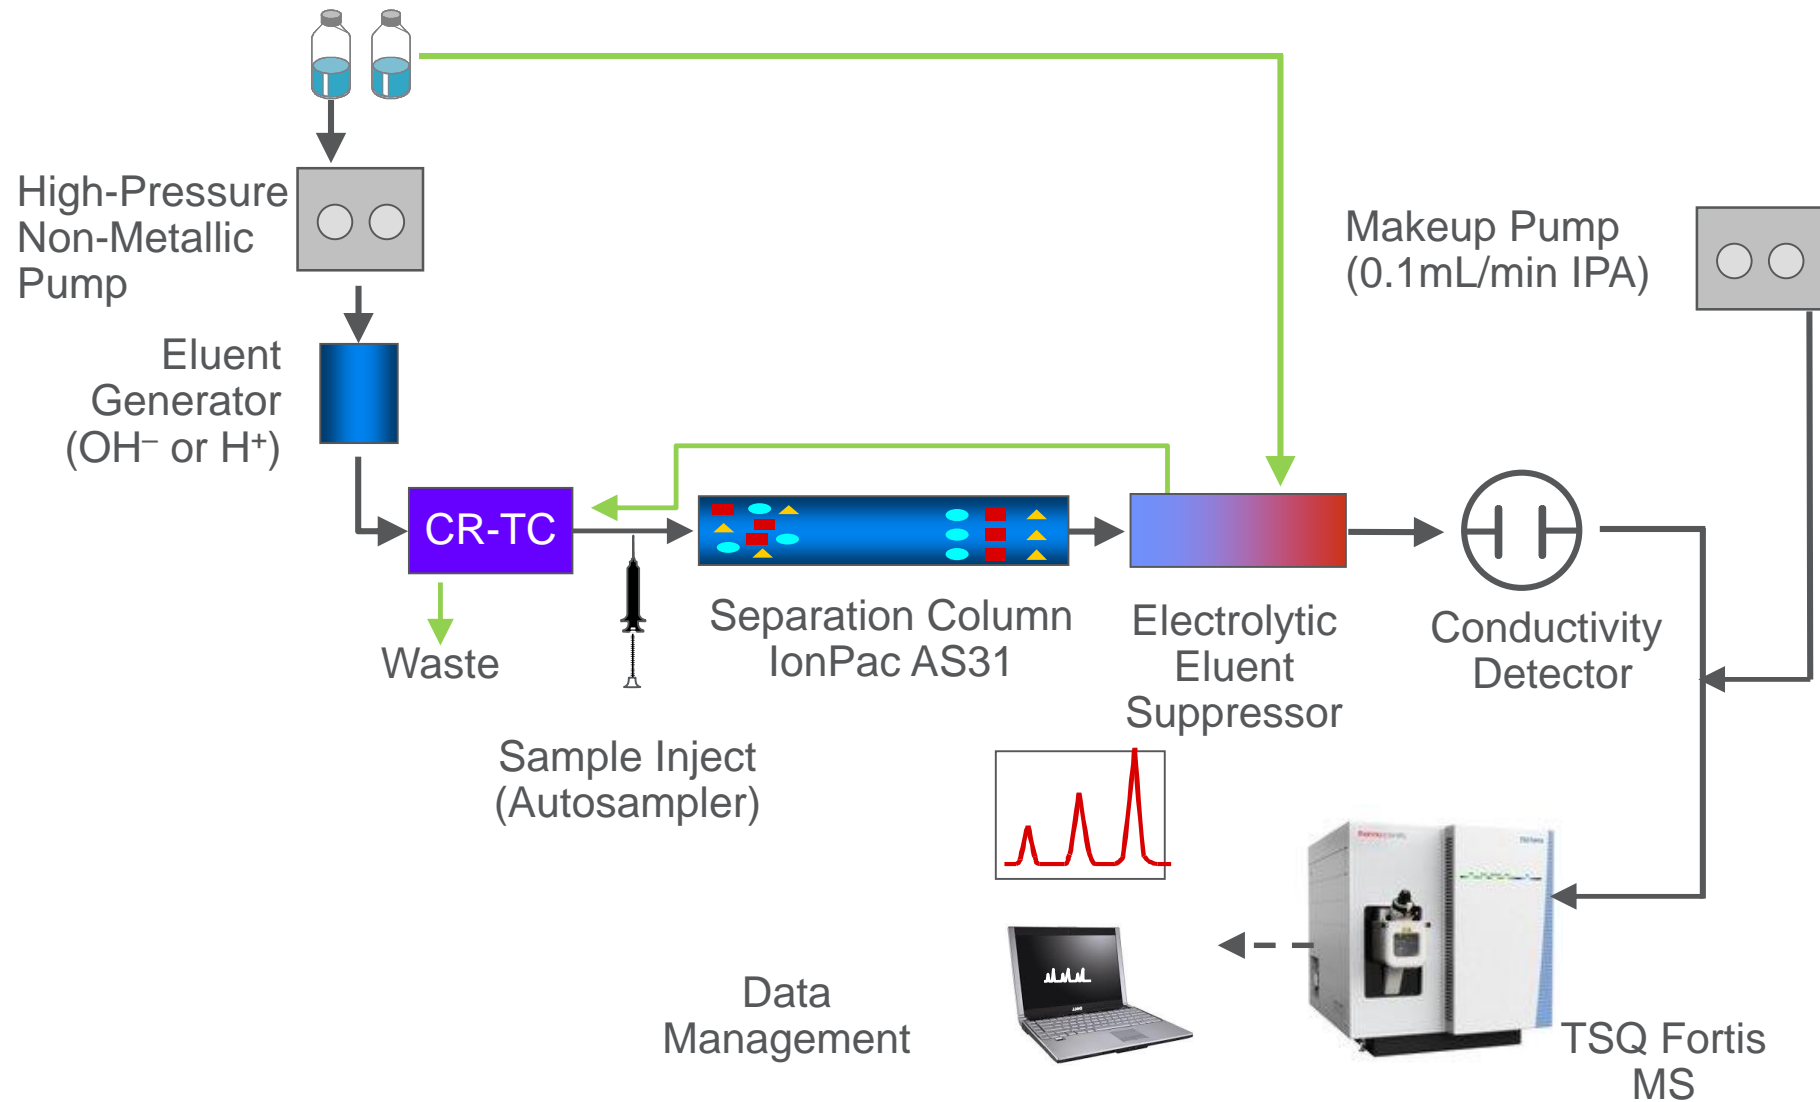 High-Pressure
Non-Metallic
Pump
Makeup Pump
(0.1mL/min IPA)
Eluent
Generator
(OH⁻ or H⁺)
CR-TC
Waste
Separation Column
IonPac AS31
Electrolytic
Eluent
Suppressor
Conductivity
Detector
Sample Inject
(Autosampler)
Data
Management
TSQ Fortis
MS